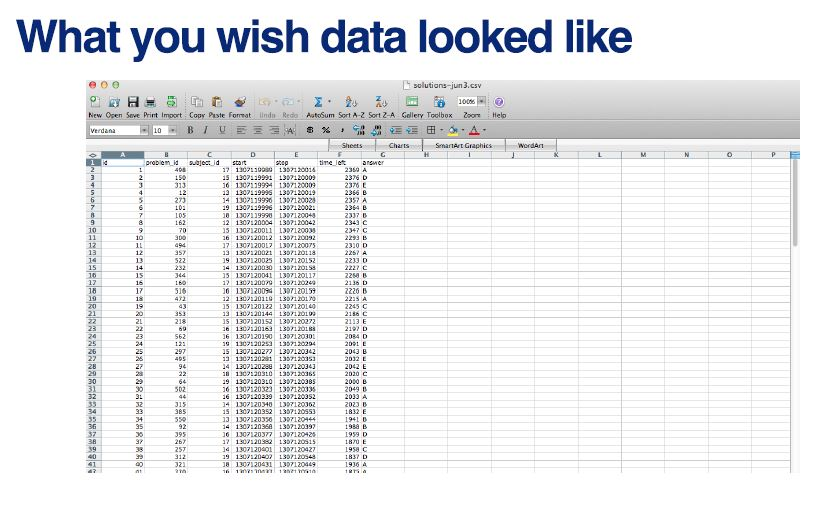 What you wish data looked like
solutions-jun3.csv
New Open Save Print Import Copy Paste Format Undo Redo AutoSum Sort A-Z Sort Z-A Gallery Toolbox Zoom Help
100%
Verdana 10 B I U A $ % A
Sheets Charts SmartArt Graphics WordArt
A B C D E F G H I J K L M N O P
1 id problem_id subject_id start stop time_left answer
2 1 498 17 1307119989 1307120016 2369 A
3 2 150 15 1307119991 1307120009 2376 D
4 3 313 16 1307119994 1307120009 2376 E
5 4 12 13 1307119995 1307120019 2366 B
6 5 273 14 1307119996 1307120028 2357 A
7 6 101 19 1307119996 1307120021 2364 B
8 7 105 18 1307119998 1307120048 2337 B
9 8 162 12 1307120004 1307120042 2343 C
10 9 70 15 1307120011 1307120038 2347 C
11 10 300 16 1307120012 1307120092 2293 B
12 11 494 17 1307120017 1307120075 2310 D
13 12 357 13 1307120021 1307120118 2267 A
14 13 522 19 1307120025 1307120152 2233 D
15 14 232 14 1307120030 1307120158 2227 C
16 15 344 15 1307120041 1307120117 2268 B
17 16 160 17 1307120079 1307120249 2136 D
18 17 516 16 1307120094 1307120159 2226 B
19 18 472 12 1307120119 1307120170 2215 A
20 19 43 15 1307120122 1307120140 2245 C
21 20 353 13 1307120144 1307120199 2186 C
22 21 218 15 1307120152 1307120272 2113 E
23 22 69 16 1307120163 1307120188 2197 D
24 23 562 16 1307120190 1307120301 2084 D
25 24 121 19 1307120253 1307120294 2091 E
26 25 297 15 1307120277 1307120342 2043 B
27 26 495 13 1307120281 1307120353 2032 E
28 27 94 14 1307120288 1307120343 2042 E
29 28 22 18 1307120310 1307120365 2020 C
30 29 64 19 1307120310 1307120385 2000 B
31 30 502 16 1307120323 1307120336 2049 B
32 31 44 16 1307120339 1307120352 2033 A
33 32 315 14 1307120348 1307120362 2023 B
34 33 385 15 1307120352 1307120553 1832 E
35 34 550 13 1307120356 1307120444 1941 B
36 35 92 14 1307120368 1307120397 1988 B
37 36 395 16 1307120377 1307120426 1959 D
38 37 267 17 1307120382 1307120515 1870 E
39 38 257 14 1307120401 1307120427 1958 C
40 39 312 19 1307120407 1307120548 1837 D
41 40 321 18 1307120431 1307120449 1936 A